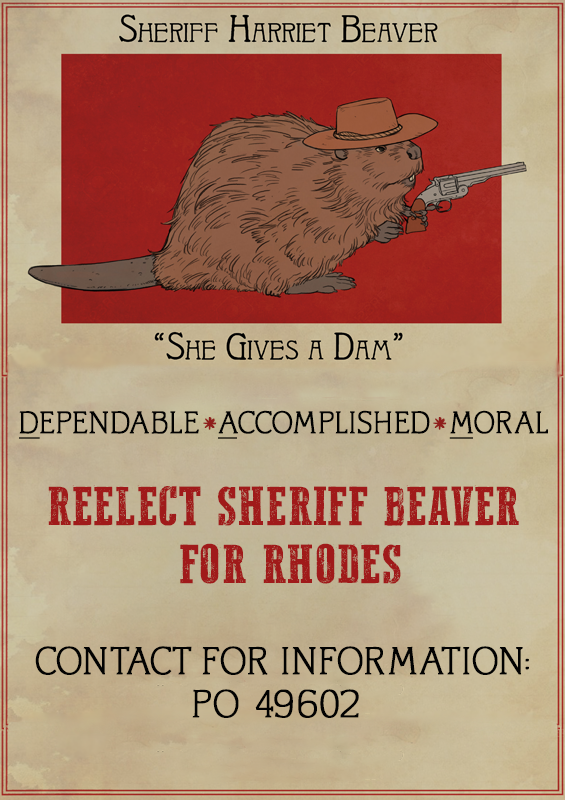 Sheriff Harriet Beaver
“She Gives a Dam”
Dependable * Accomplished * Moral
REELECT SHERIFF BEAVER
FOR RHODES
CONTACT FOR INFORMATION:
PO 49602